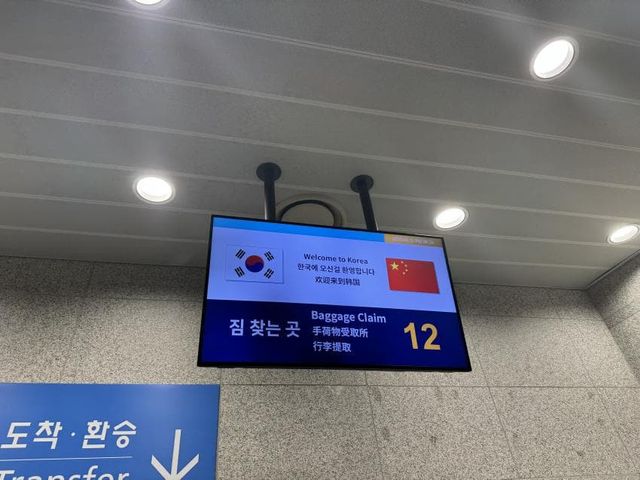 Welcome to Korea
한국에 오신걸 환영합니다
欢迎来到韩国
짐 찾는 곳
Baggage Claim
手荷物受取所
行李提取
12
도착·환승
Transfer